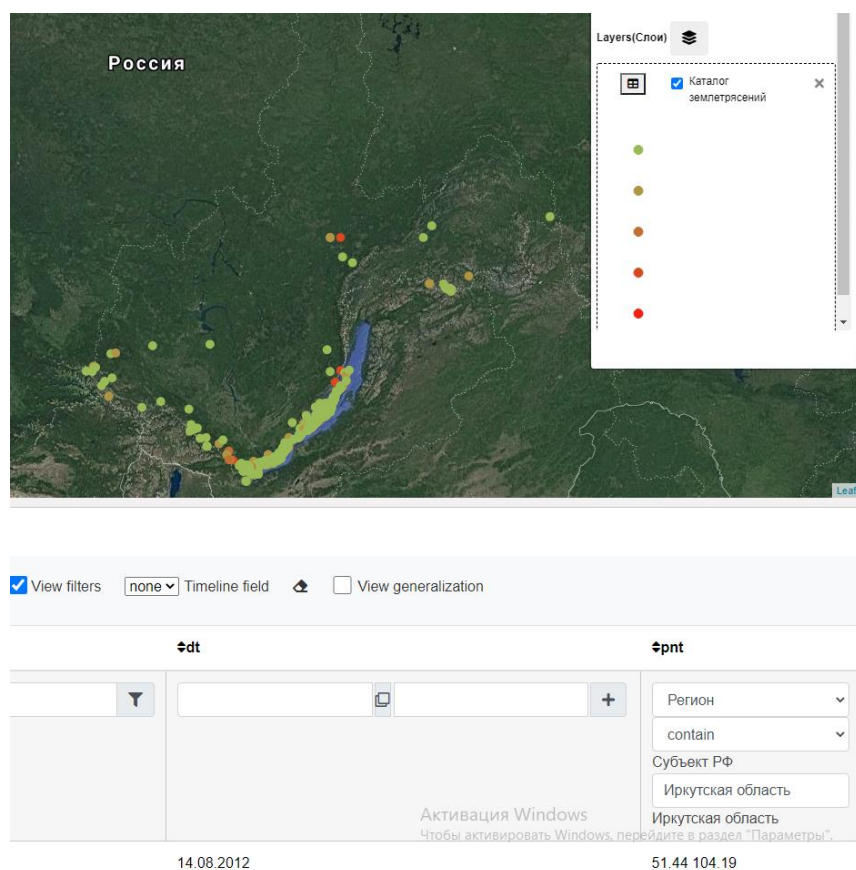 Россия
Layers(Слои)
Каталог
землетрясений
Leaf
View filters
none
Timeline field
View generalization
dt
pnt
Регион
contain
Субъект РФ
Иркутская область
Иркутская область
Активация Windows
Чтобы активировать Windows, перейдите в раздел "Параметры".
14.08.2012
51.44 104.19